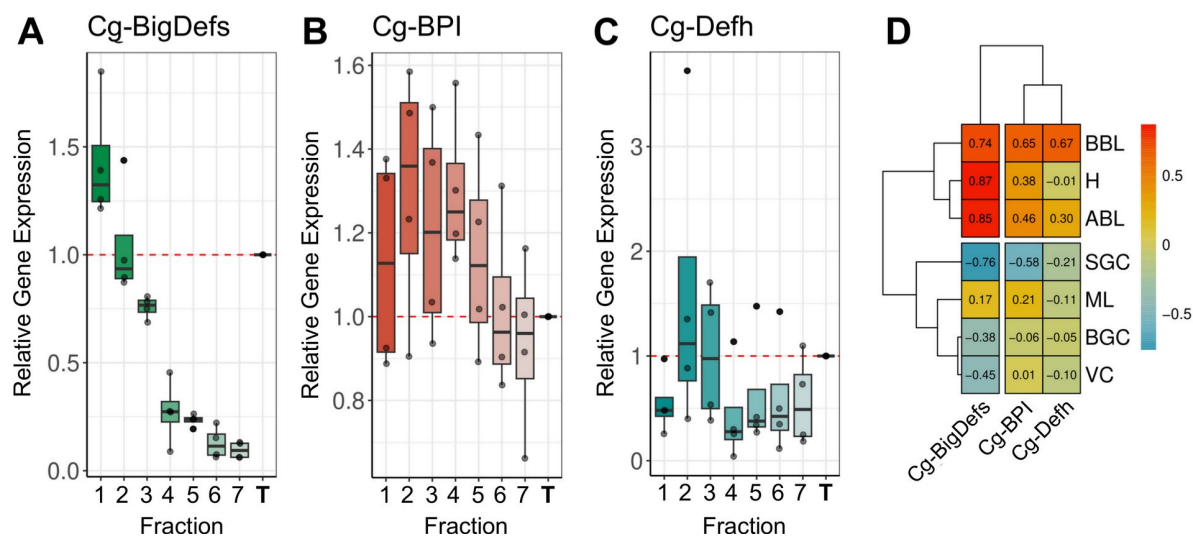 A Cg-BigDefs
Relative Gene Expression
1.5
1.0
0.5
0.0
1 2 3 4 5 6 7 T
Fraction
B Cg-BPI
Relative Gene Expression
1.6
1.4
1.2
1.0
0.8
1 2 3 4 5 6 7 T
Fraction
C Cg-Defh
Relative Gene Expression
3
2
1
0
1 2 3 4 5 6 7 T
Fraction
D
0.74 0.65 0.67 BBL
0.87 0.38 −0.01 H
0.85 0.46 0.30 ABL
−0.76 −0.58 −0.21 SGC
0.17 0.21 −0.11 ML
−0.38 −0.06 −0.05 BGC
−0.45 0.01 −0.10 VC
Cg-BigDefs
Cg-BPI
Cg-Defh
0.5
0
−0.5